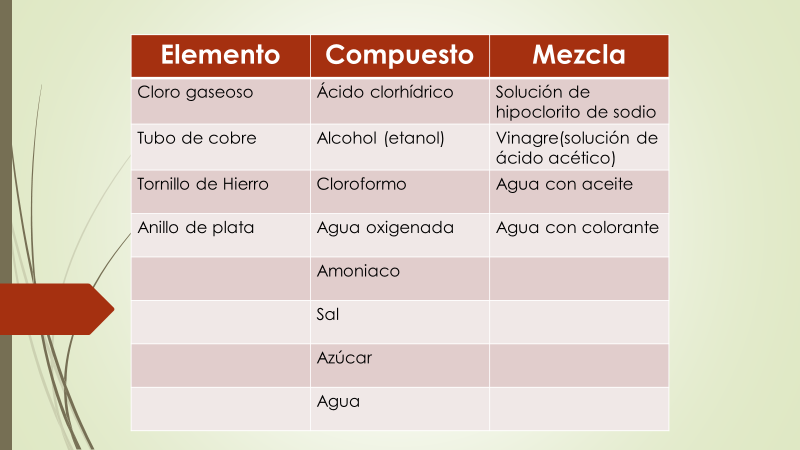 Elemento Compuesto Mezcla
Cloro gaseoso Ácido clorhídrico Solución de
hipoclorito de sodio
Tubo de cobre Alcohol (etanol) Vinagre(solución de
ácido acético)
Tornillo de Hierro Cloroformo Agua con aceite
Anillo de plata Agua oxigenada Agua con colorante
Amoniaco
Sal
Azúcar
Agua